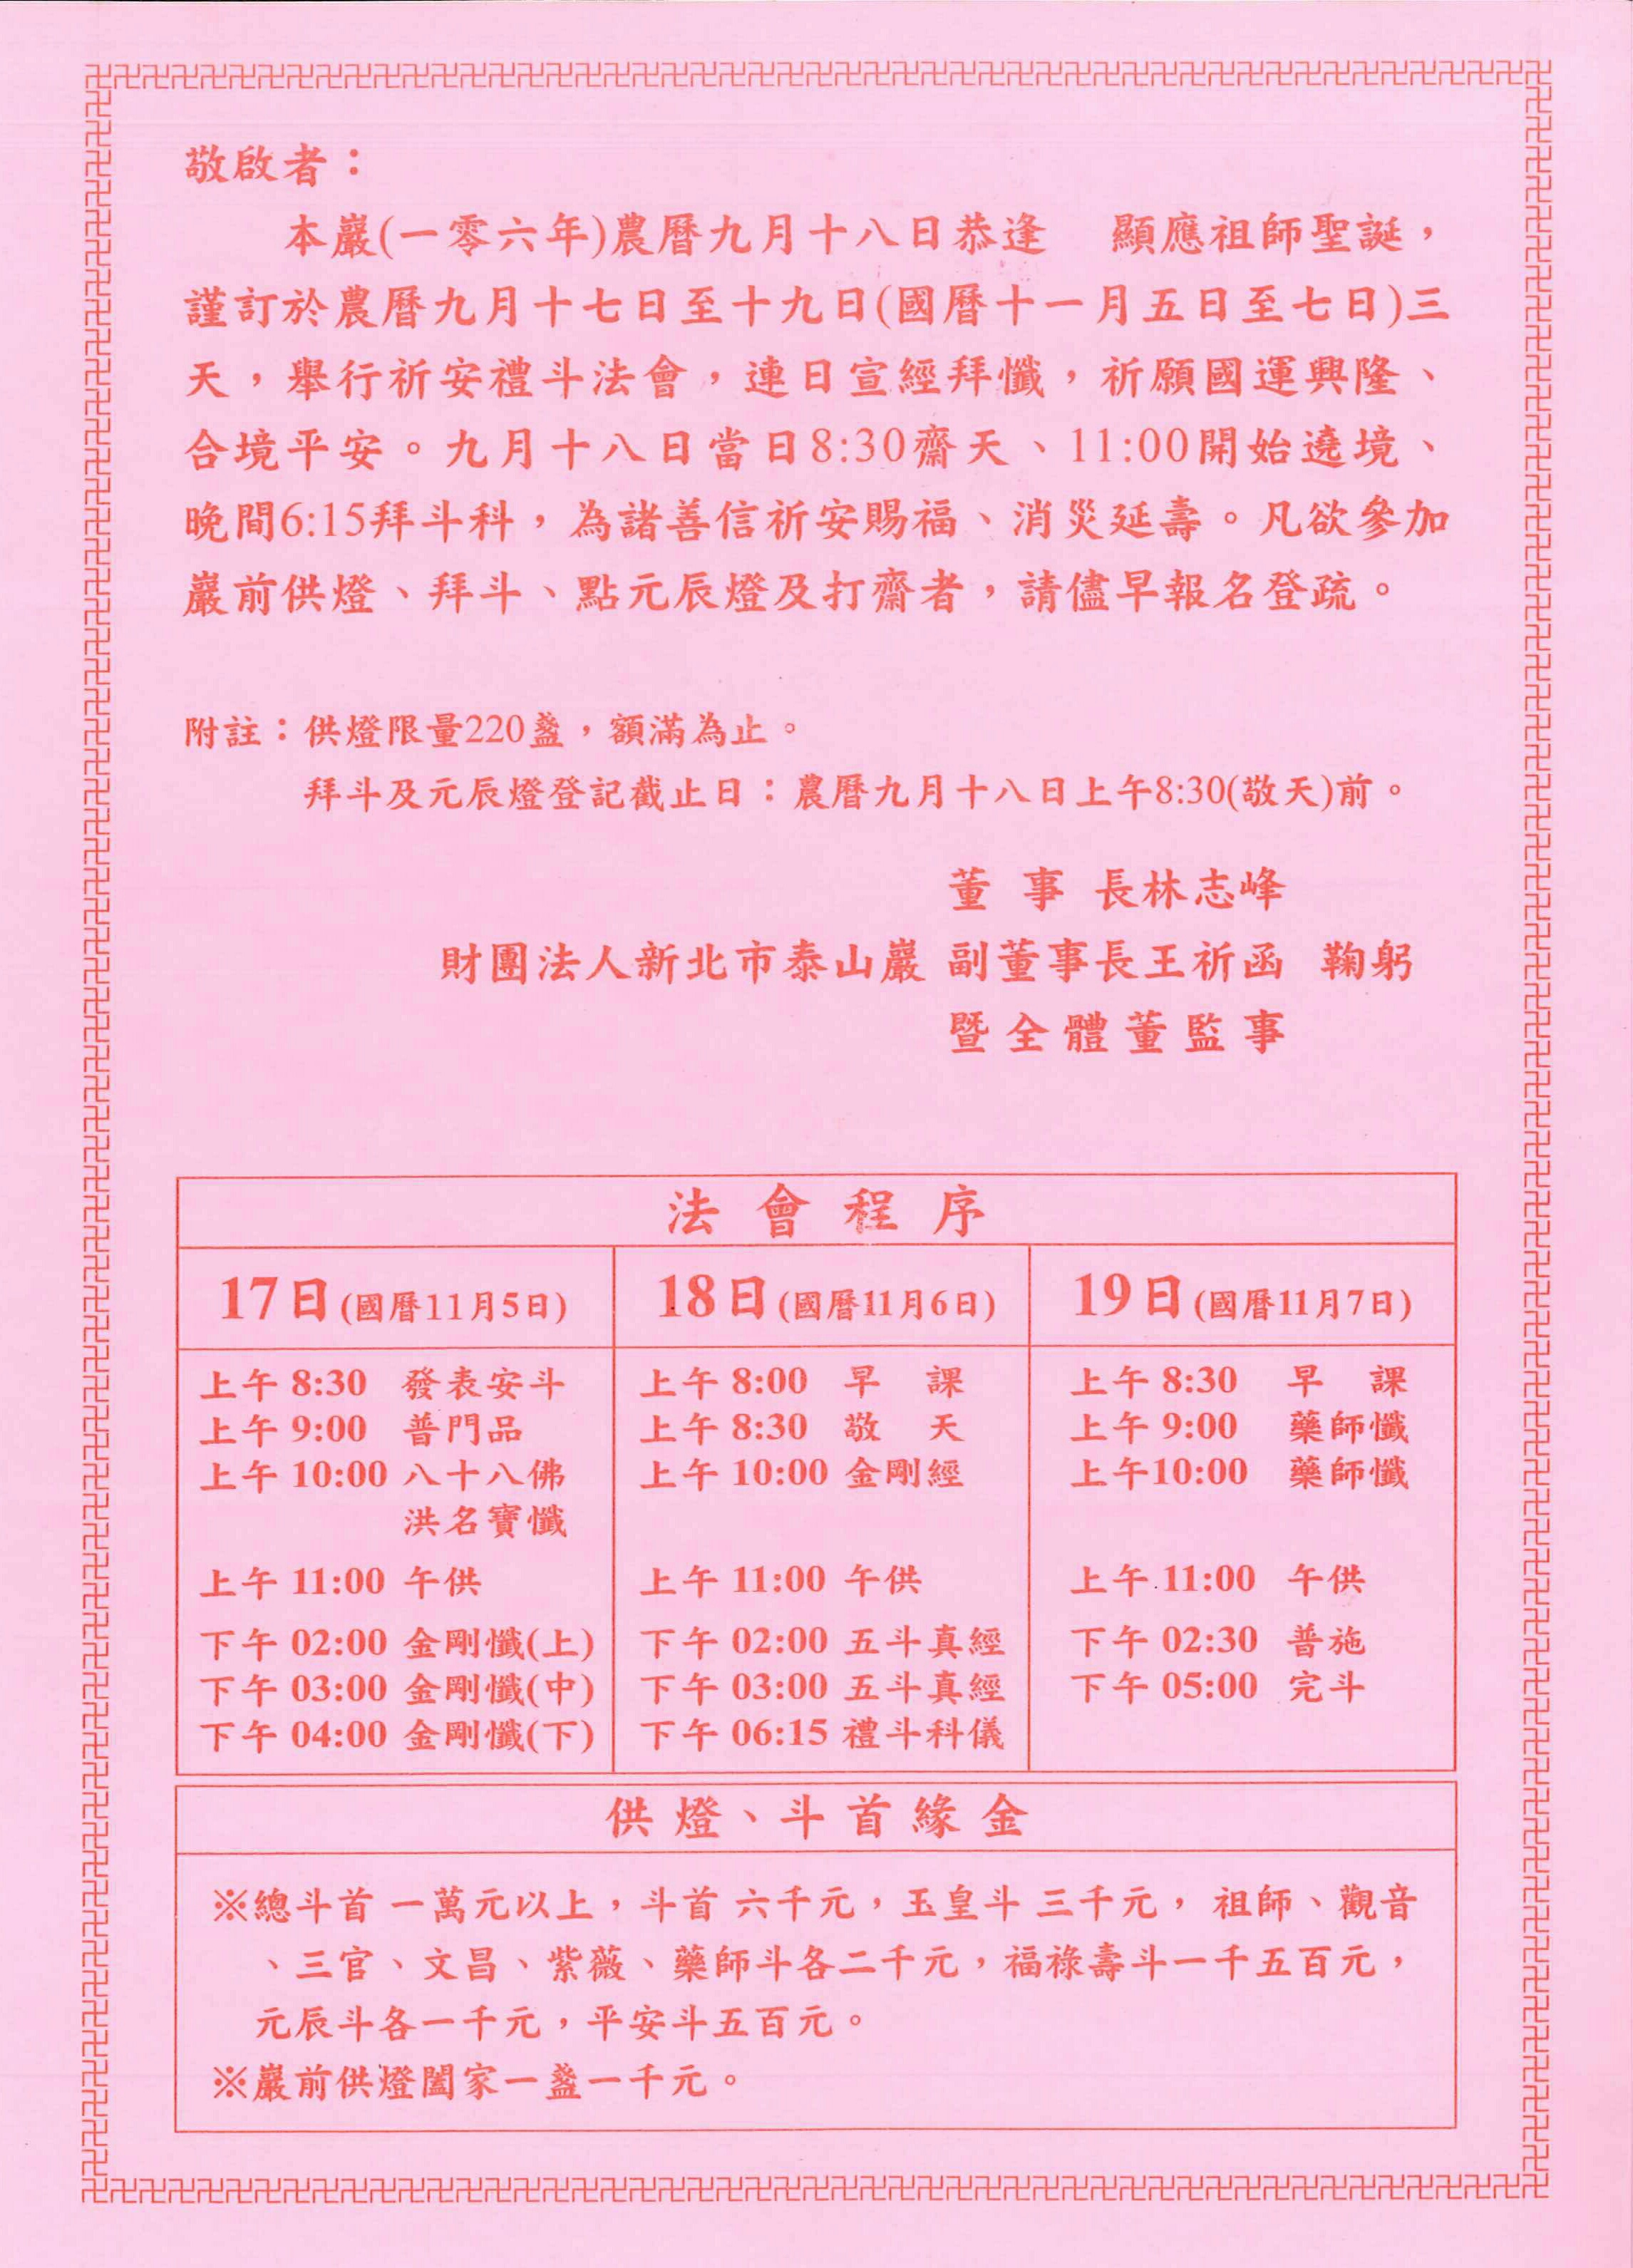 敬啟者：
本巖(一零六年)農曆九月十八日恭逢　顯應祖師聖誕，
謹訂於農曆九月十七日至十九日(國曆十一月五日至七日)三
天，舉行祈安禮斗法會，連日宣經拜懺，祈願國運興隆、
合境平安。九月十八日當日8:30齋天、11:00開始遶境、
晚間6:15拜斗科，為諸善信祈安賜福、消災延壽。凡欲參加
巖前供燈、拜斗、點元辰燈及打齋者，請儘早報名登疏。
附註：供燈限量220盞，額滿為止。
拜斗及元辰燈登記截止日：農曆九月十八日上午8:30(敬天)前。
董 事 長林志峰
財團法人新北市泰山巖 副董事長王祈函 鞠躬
暨全體董監事
法會程序
17日(國曆11月5日) 18日(國曆11月6日) 19日(國曆11月7日)
上午 8:30 發表安斗 上午 8:00 早　課 上午 8:30 早　課
上午 9:00 普門品 上午 8:30 敬　天 上午 9:00 藥師懺
上午 10:00 八十八佛 上午 10:00 金剛經 上午10:00 藥師懺
洪名寶懺
上午 11:00 午供 上午 11:00 午供 上午 11:00 午供
下午 02:00 金剛懺(上) 下午 02:00 五斗真經 下午 02:30 普施
下午 03:00 金剛懺(中) 下午 03:00 五斗真經 下午 05:00 完斗
下午 04:00 金剛懺(下) 下午 06:15 禮斗科儀
供燈、斗首緣金
※總斗首 一萬元以上，斗首 六千元，玉皇斗 三千元， 祖師、觀音
、三官、文昌、紫薇、藥師斗各二千元，福祿壽斗一千五百元，
元辰斗各一千元，平安斗五百元。
※巖前供燈闔家一盞一千元。